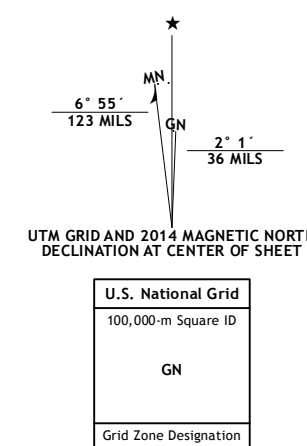 ★
MN
6° 55´
123 MILS
GN
2° 1´
36 MILS
UTM GRID AND 2014 MAGNETIC NORT
DECLINATION AT CENTER OF SHEET
U.S. National Grid
100,000-m Square ID
GN
Grid Zone Designation